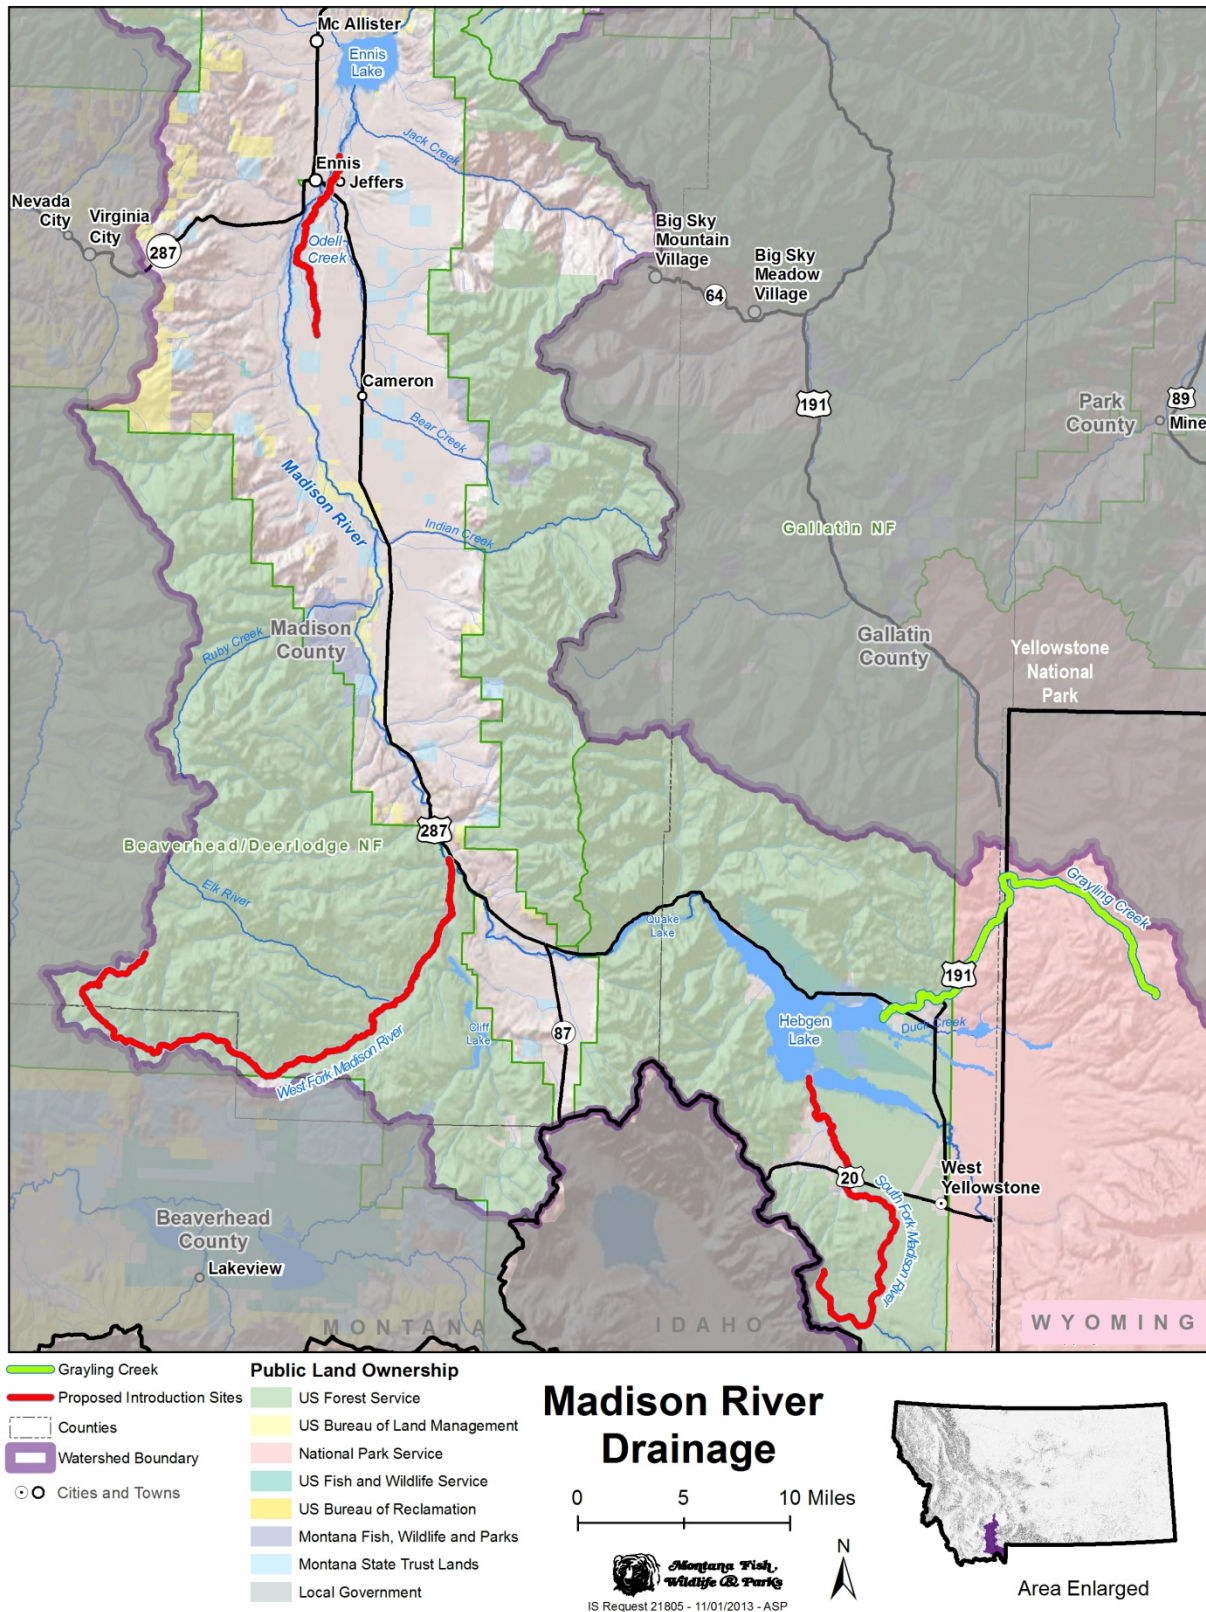 Mc Allister
Ennis
Lake
Jack Creek
Ennis
Jeffers
Nevada
City
Virginia
City
287
Odell
Creek
Big Sky
Mountain
Village
Big Sky
Meadow
Village
64
Cameron
191
Park
County
89
Mine
Bear Creek
Madison River
Indian Creek
Gallatin NF
Ruby Creek
Madison
County
Gallatin
County
Yellowstone
National
Park
287
Beaverhead/Deerlodge NF
Elk River
Grayling Creek
Quake
Lake
191
Hebgen
Lake
Duck Creek
Cliff
Lake
87
West Fork Madison River
20
West
Yellowstone
South Fork Madison River
Beaverhead
County
Lakeview
MONTANA
IDAHO
WYOMING
Grayling Creek
Proposed Introduction Sites
Counties
Watershed Boundary
Cities and Towns
Public Land Ownership
US Forest Service
US Bureau of Land Management
National Park Service
US Fish and Wildlife Service
US Bureau of Reclamation
Montana Fish, Wildlife and Parks
Montana State Trust Lands
Local Government
Madison River
Drainage
0 5 10 Miles
Montana Fish,
Wildlife & Parks
N
IS Request 21805 - 11/01/2013 - ASP
Area Enlarged